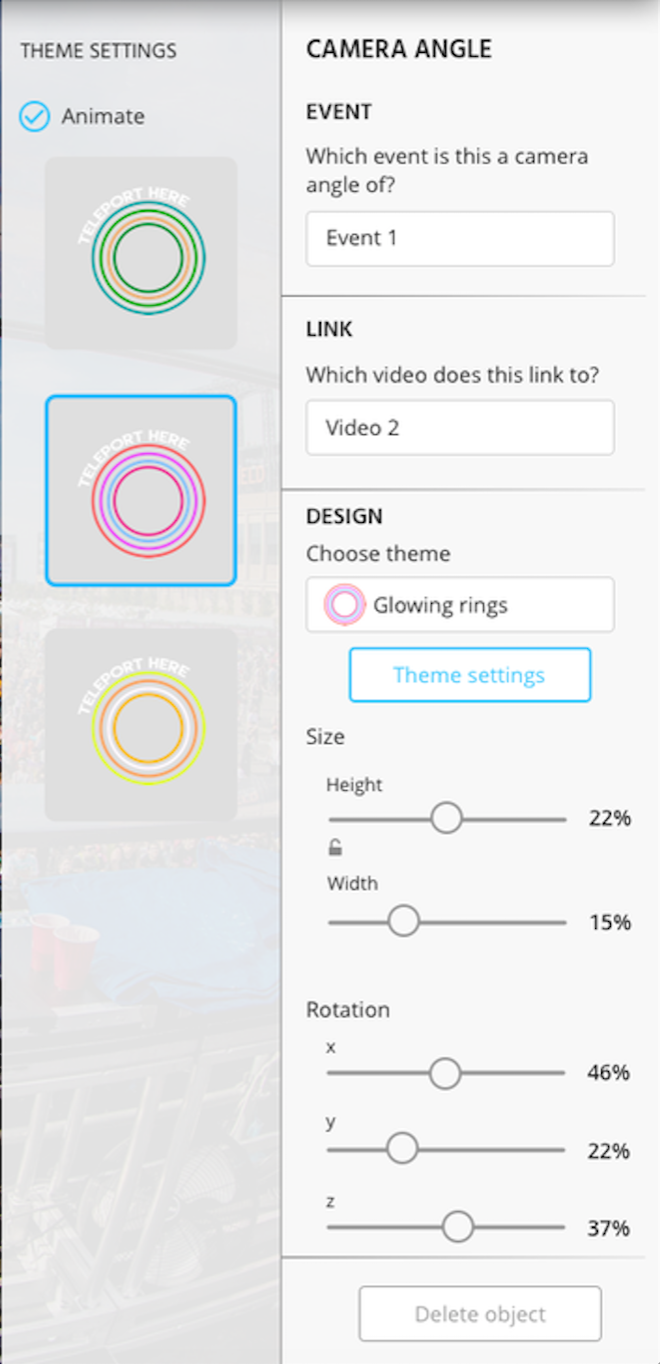 THEME SETTINGS
Animate
TELEPORT HERE
TELEPORT HERE
TELEPORT HERE
CAMERA ANGLE
EVENT
Which event is this a camera
angle of?
Event 1
LINK
Which video does this link to?
Video 2
DESIGN
Choose theme
Glowing rings
Theme settings
Size
Height
22%
Width
15%
Rotation
x
46%
y
22%
z
37%
Delete object